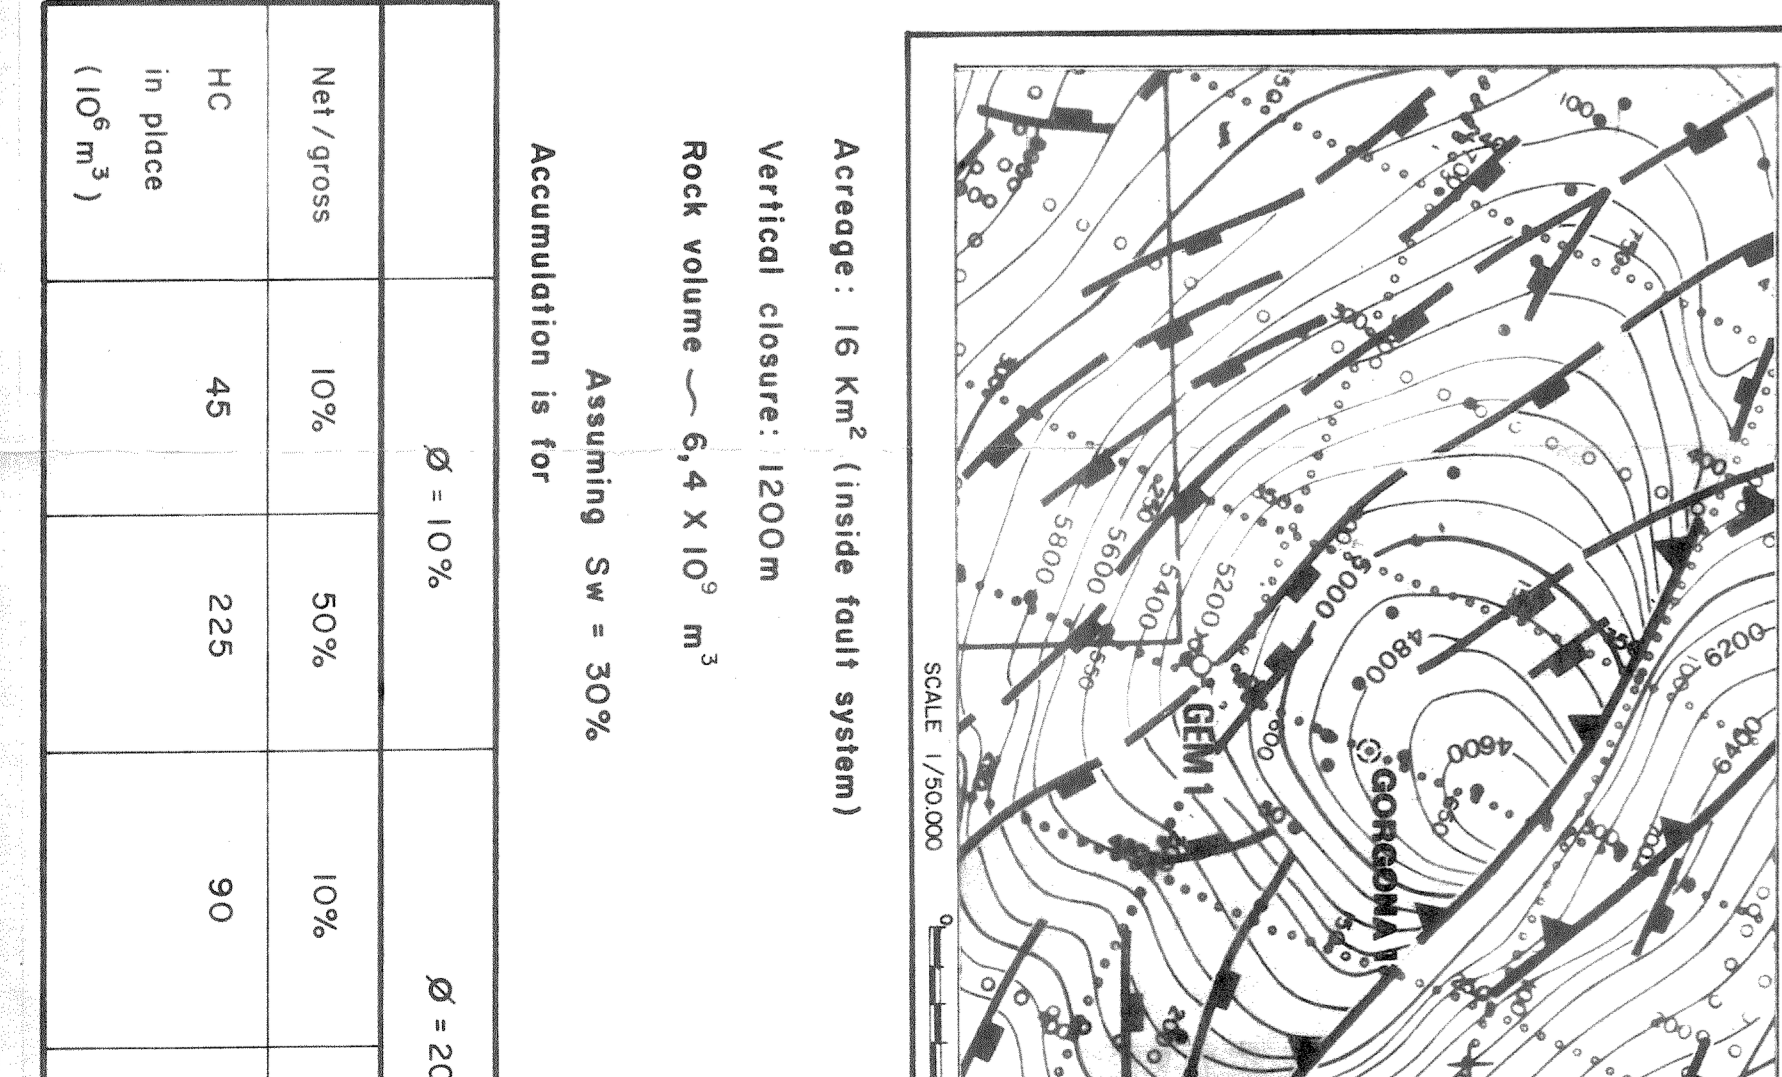 GEM 1
GORGONA 1
4600
4800
5000
5200
5400
5600
5800
6200
6400
SCALE 1/50.000
0
Acreage: 16 Km² (inside fault system)
Vertical closure: 1200m
Rock volume ~ 6,4 X 10⁹ m³
Assuming Sw = 30%
Accumulation is for
Ø = 10%
Ø = 20
Net/gross 10% 50% 10%
HC 45 225 90
in place
(10⁶ m³)